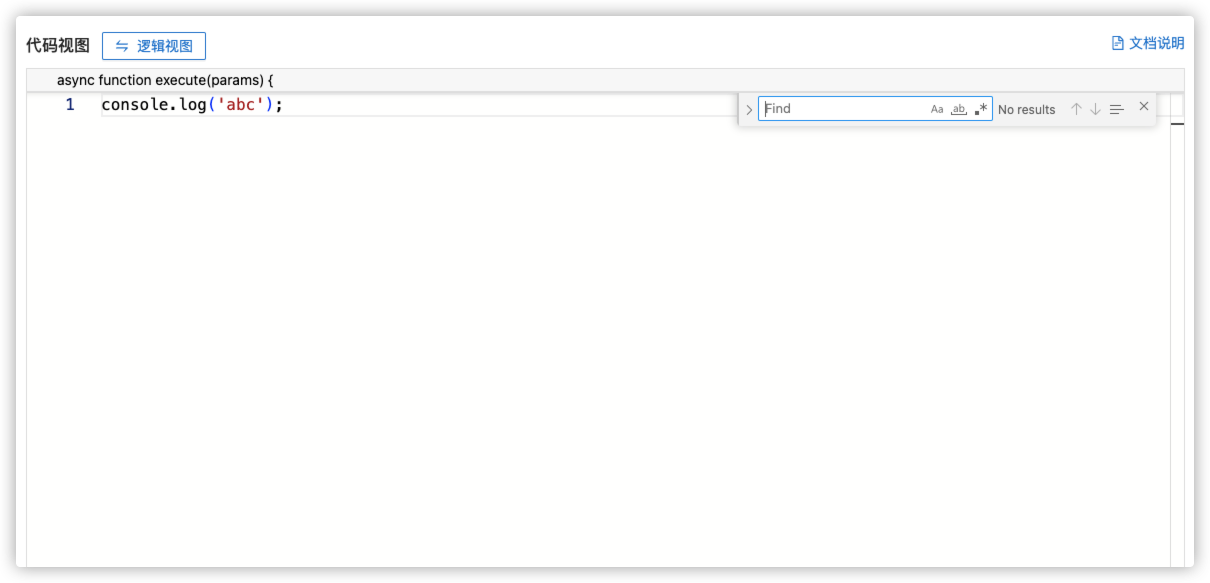 代码视图 逻辑视图 文档说明
async function execute(params) {
1 console.log('abc');
Find Aa ab .* No results